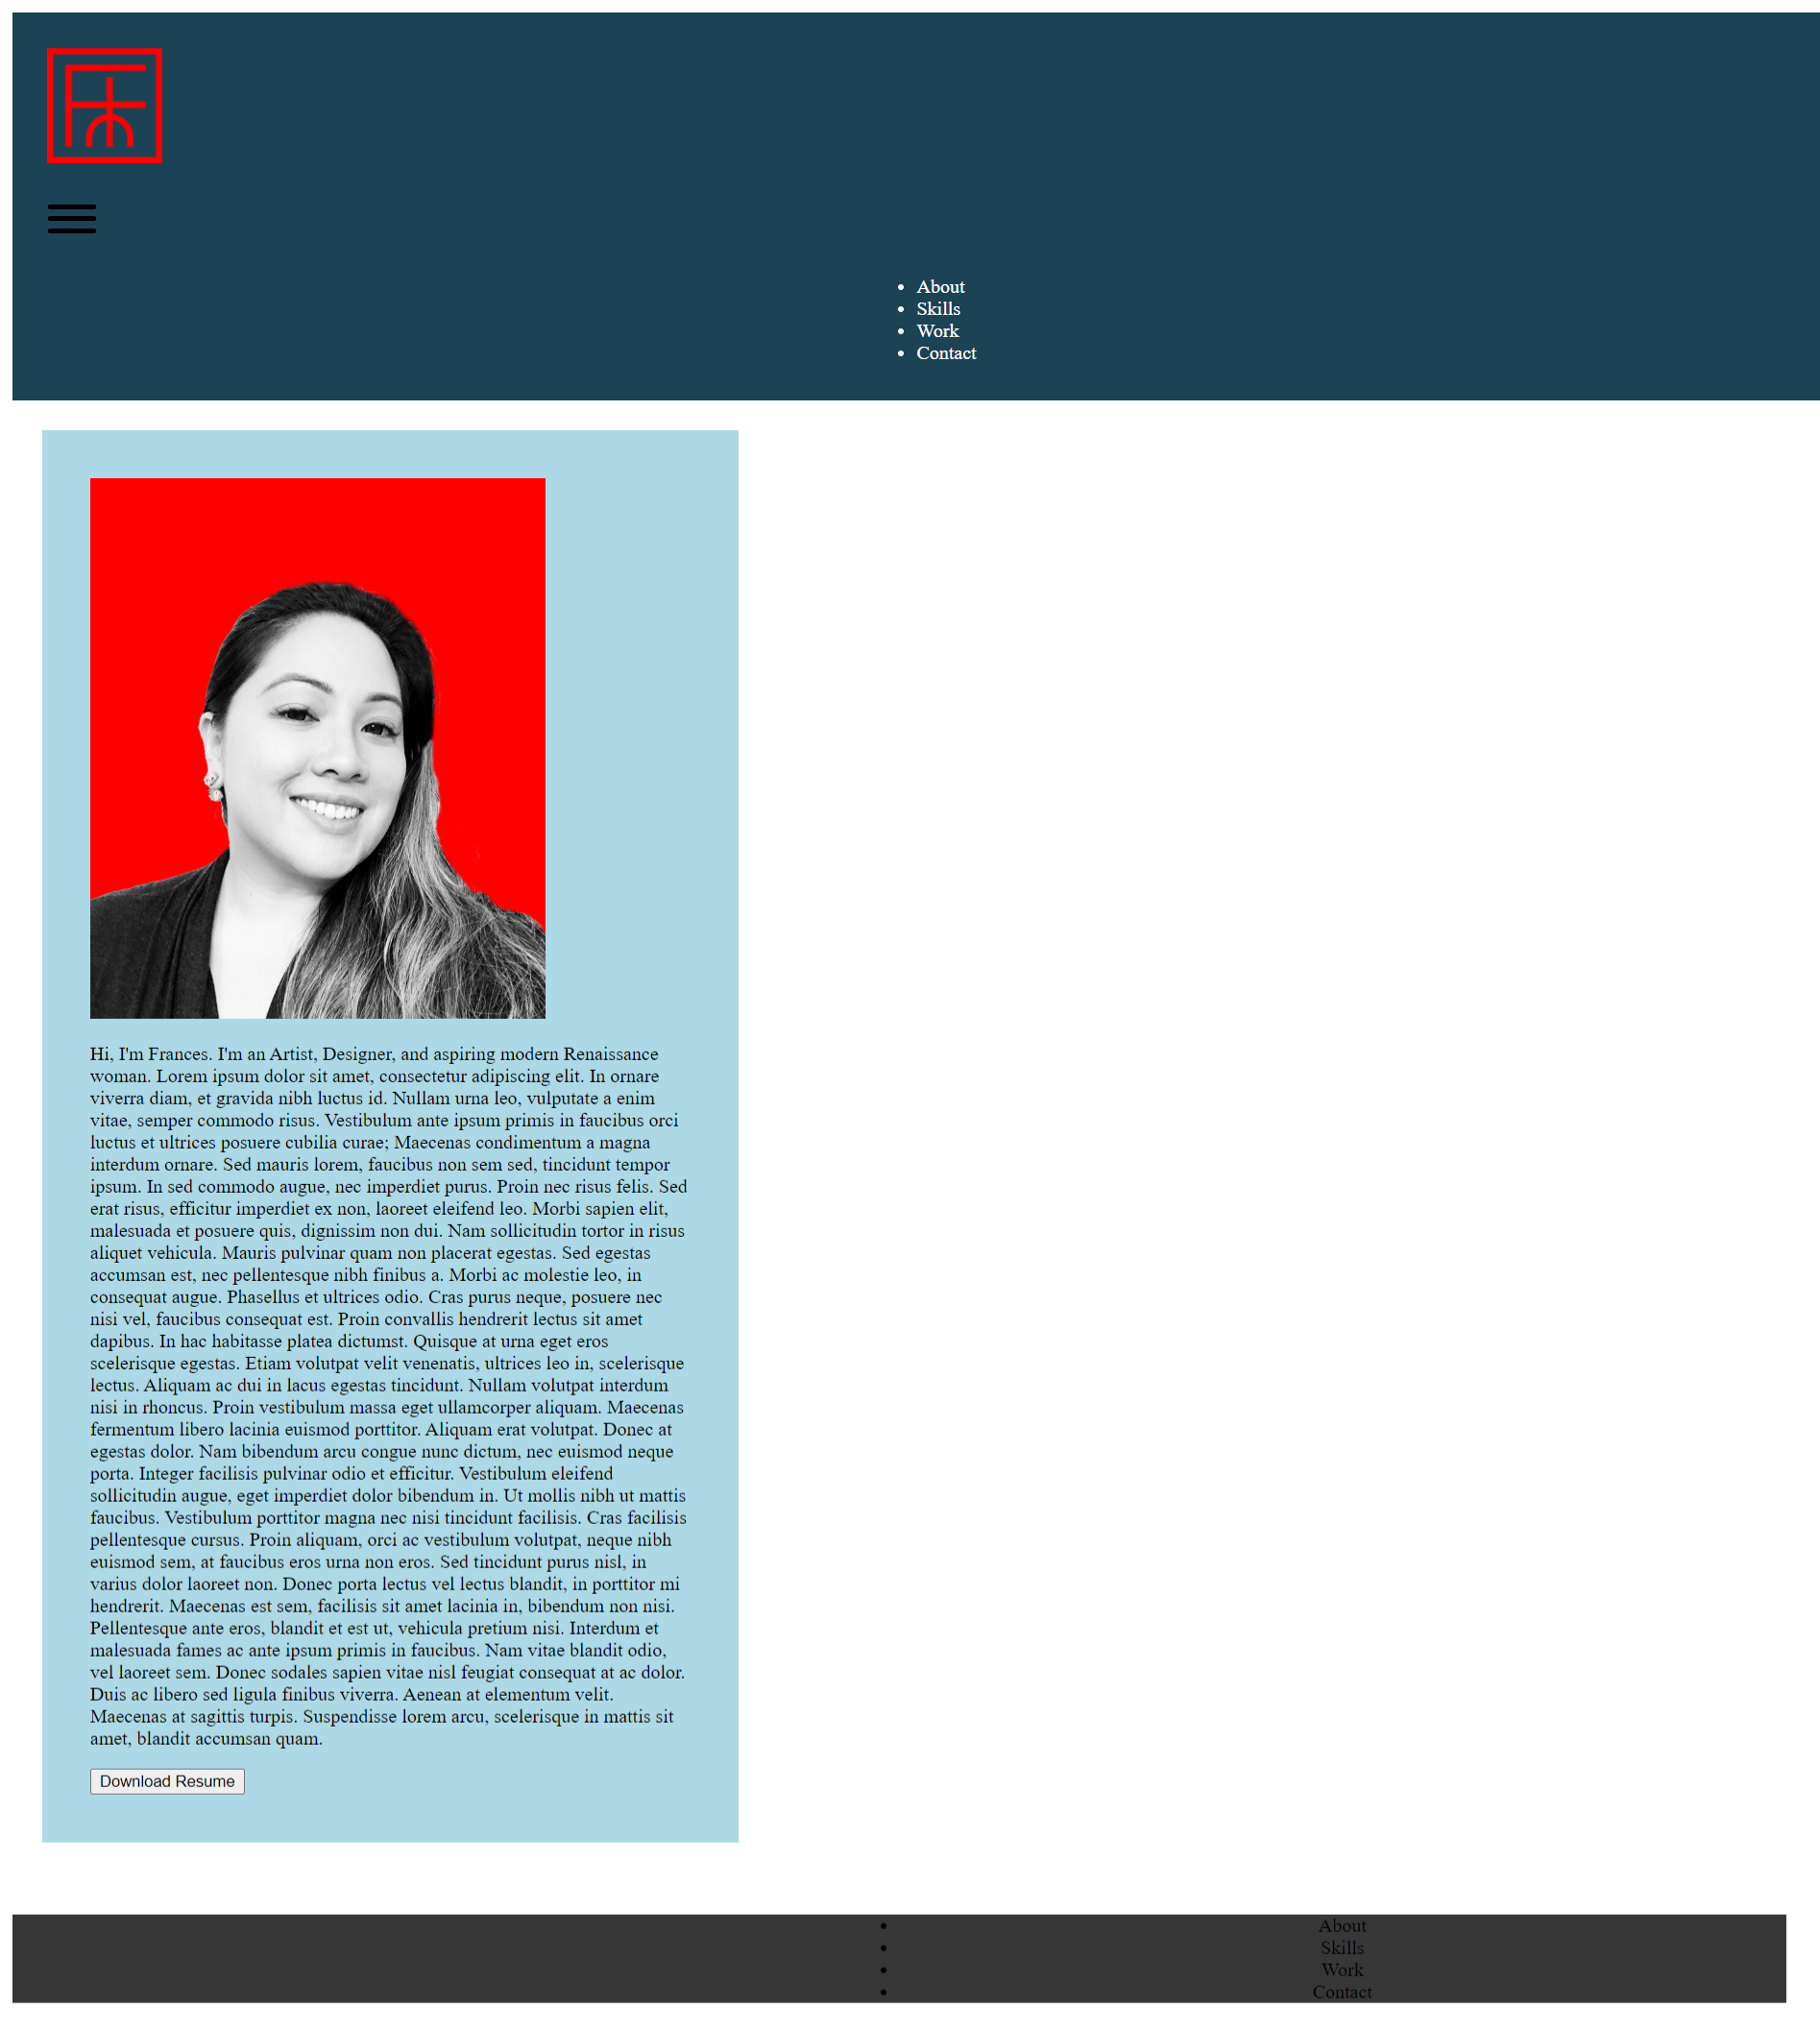 About
Skills
Work
Contact
Hi, I'm Frances. I'm an Artist, Designer, and aspiring modern Renaissance
woman. Lorem ipsum dolor sit amet, consectetur adipiscing elit. In ornare
viverra diam, et gravida nibh luctus id. Nullam urna leo, vulputate a enim
vitae, semper commodo risus. Vestibulum ante ipsum primis in faucibus orci
luctus et ultrices posuere cubilia curae; Maecenas condimentum a magna
interdum ornare. Sed mauris lorem, faucibus non sem sed, tincidunt tempor
ipsum. In sed commodo augue, nec imperdiet purus. Proin nec risus felis. Sed
erat risus, efficitur imperdiet ex non, laoreet eleifend leo. Morbi sapien elit,
malesuada et posuere quis, dignissim non dui. Nam sollicitudin tortor in risus
aliquet vehicula. Mauris pulvinar quam non placerat egestas. Sed egestas
accumsan est, nec pellentesque nibh finibus a. Morbi ac molestie leo, in
consequat augue. Phasellus et ultrices odio. Cras purus neque, posuere nec
nisi vel, faucibus consequat est. Proin convallis hendrerit lectus sit amet
dapibus. In hac habitasse platea dictumst. Quisque at urna eget eros
scelerisque egestas. Etiam volutpat velit venenatis, ultrices leo in, scelerisque
lectus. Aliquam ac dui in lacus egestas tincidunt. Nullam volutpat interdum
nisi in rhoncus. Proin vestibulum massa eget ullamcorper aliquam. Maecenas
fermentum libero lacinia euismod porttitor. Aliquam erat volutpat. Donec at
egestas dolor. Nam bibendum arcu congue nunc dictum, nec euismod neque
porta. Integer facilisis pulvinar odio et efficitur. Vestibulum eleifend
sollicitudin augue, eget imperdiet dolor bibendum in. Ut mollis nibh ut mattis
faucibus. Vestibulum porttitor magna nec nisi tincidunt facilisis. Cras facilisis
pellentesque cursus. Proin aliquam, orci ac vestibulum volutpat, neque nibh
euismod sem, at faucibus eros urna non eros. Sed tincidunt purus nisl, in
varius dolor laoreet non. Donec porta lectus vel lectus blandit, in porttitor mi
hendrerit. Maecenas est sem, facilisis sit amet lacinia in, bibendum non nisi.
Pellentesque ante eros, blandit et est ut, vehicula pretium nisi. Interdum et
malesuada fames ac ante ipsum primis in faucibus. Nam vitae blandit odio,
vel laoreet sem. Donec sodales sapien vitae nisl feugiat consequat at ac dolor.
Duis ac libero sed ligula finibus viverra. Aenean at elementum velit.
Maecenas at sagittis turpis. Suspendisse lorem arcu, scelerisque in mattis sit
amet, blandit accumsan quam.
Download Resume
About
Skills
Work
Contact